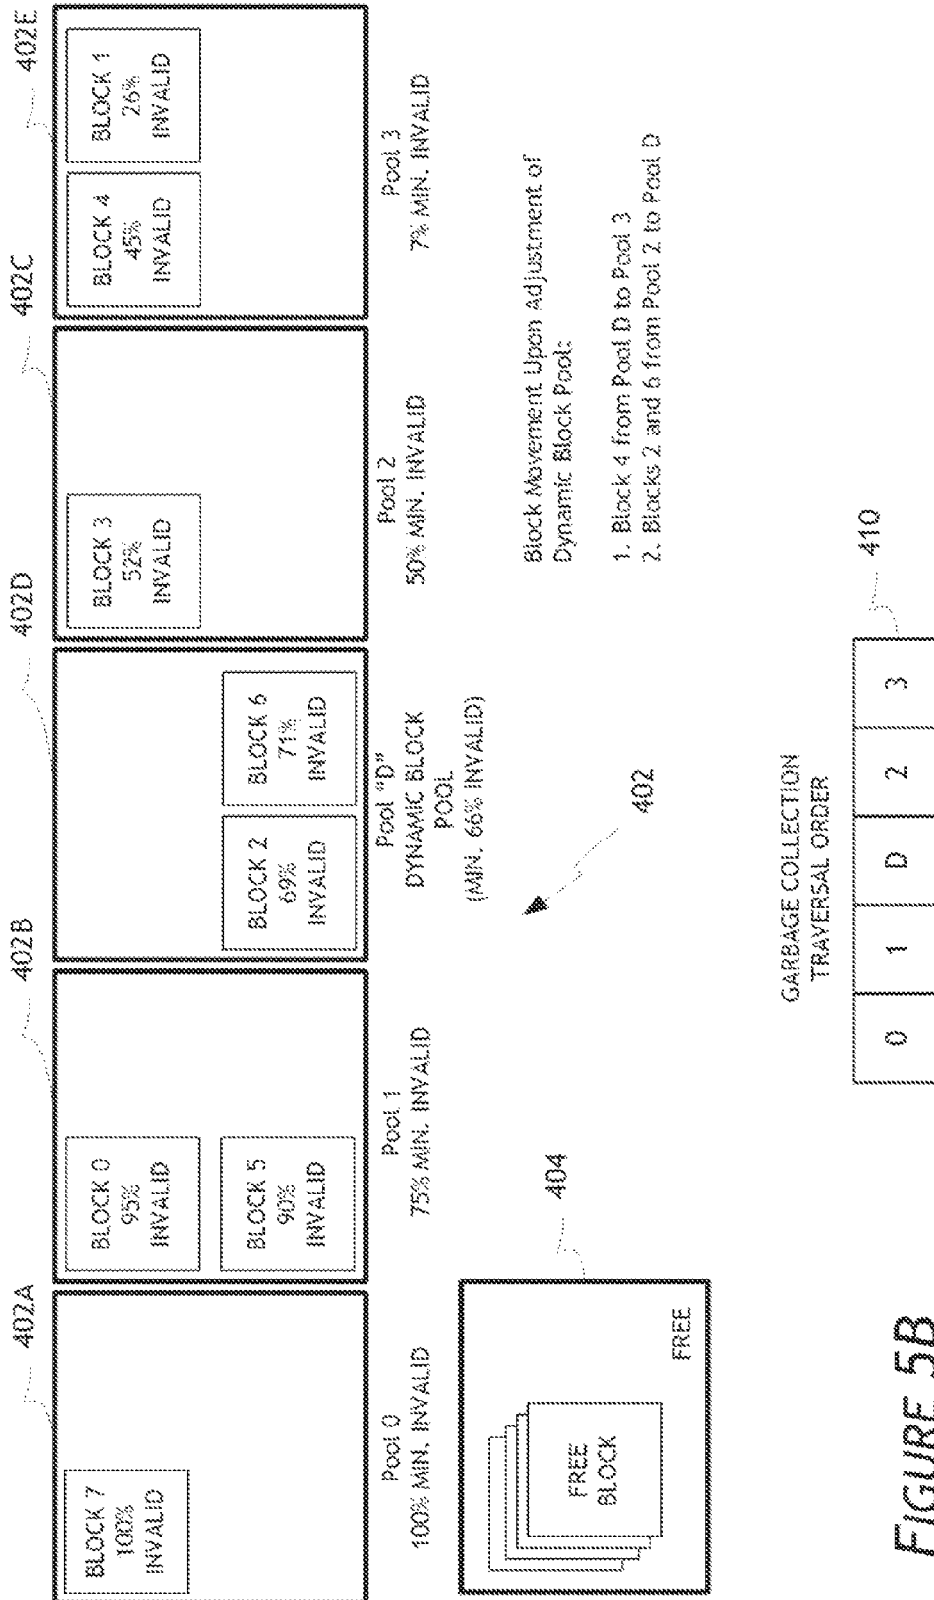 402A
402B
402D
402C
402E
BLOCK 7
100%
INVALID
BLOCK 0
95%
INVALID
BLOCK 5
90%
INVALID
BLOCK 2
69%
INVALID
BLOCK 6
71%
INVALID
BLOCK 3
52%
INVALID
BLOCK 4
45%
INVALID
BLOCK 1
26%
INVALID
Pool 0
100% MIN. INVALID
Pool 1
75% MIN. INVALID
Pool "D"
DYNAMIC BLOCK
POOL
(MIN. 66% INVALID)
Pool 2
50% MIN. INVALID
Pool 3
7% MIN. INVALID
404
FREE
BLOCK
FREE
402
Block Movement Upon Adjustment of
Dynamic Block Pool:
1. Block 4 from Pool D to Pool 3
2. Blocks 2 and 6 from Pool 2 to Pool D
GARBAGE COLLECTION
TRAVERSAL ORDER
410
0 1 D 2 3
FIGURE 5B